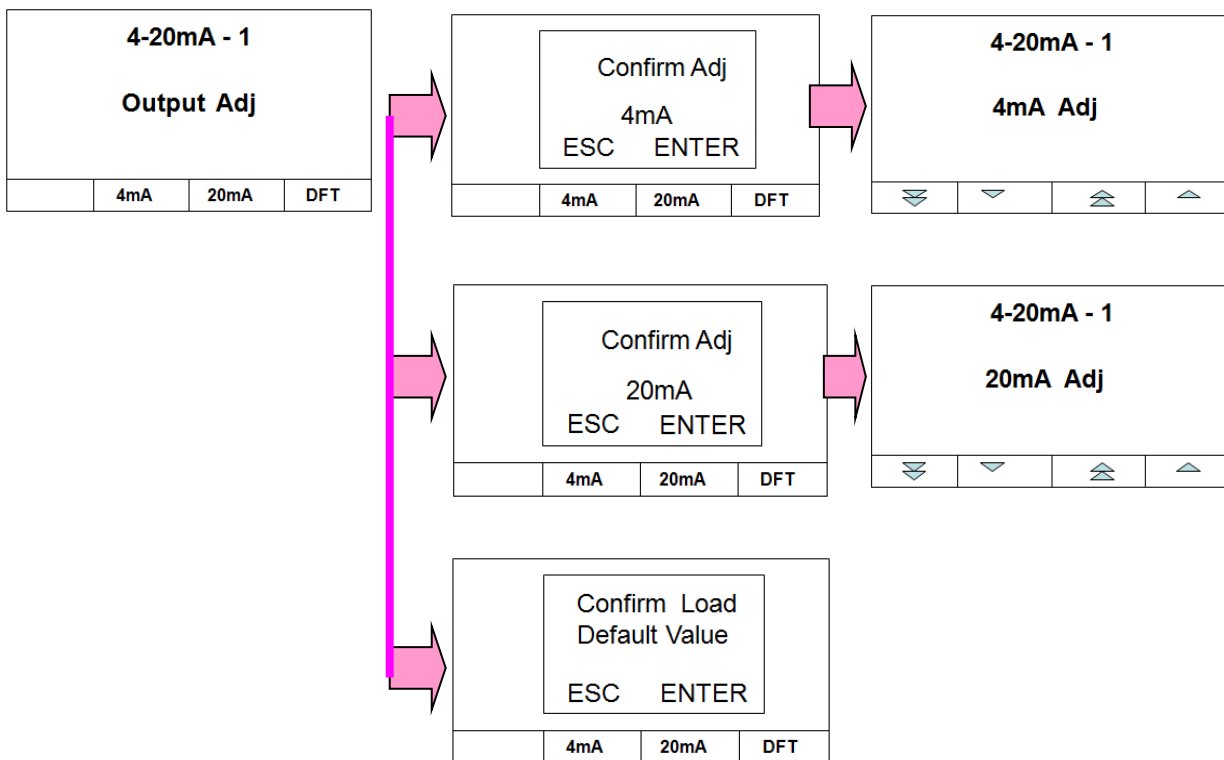 4-20mA - 1
Output Adj
4mA 20mA DFT
Confirm Adj
4mA
ESC ENTER
4mA 20mA DFT
4-20mA - 1
4mA Adj
Confirm Adj
20mA
ESC ENTER
4mA 20mA DFT
4-20mA - 1
20mA Adj
Confirm Load
Default Value
ESC ENTER
4mA 20mA DFT